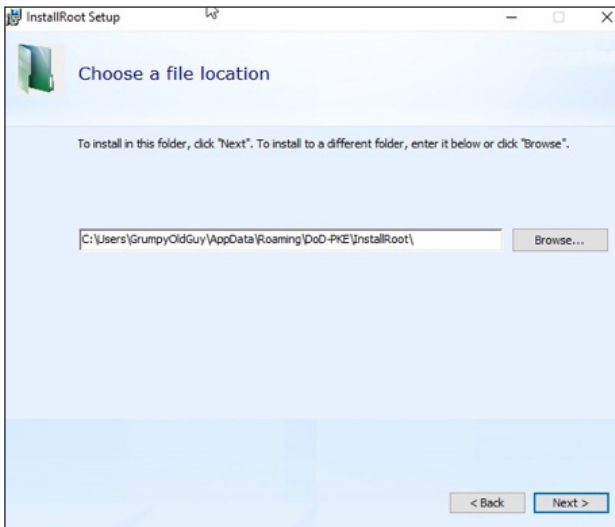 InstallRoot Setup
Choose a file location
To install in this folder, click "Next". To install to a different folder, enter it below or click "Browse".
C:\Users\GrumpyOldGuy\AppData\Roaming\DoD-PKE\InstallRoot\
Browse...
< Back
Next >